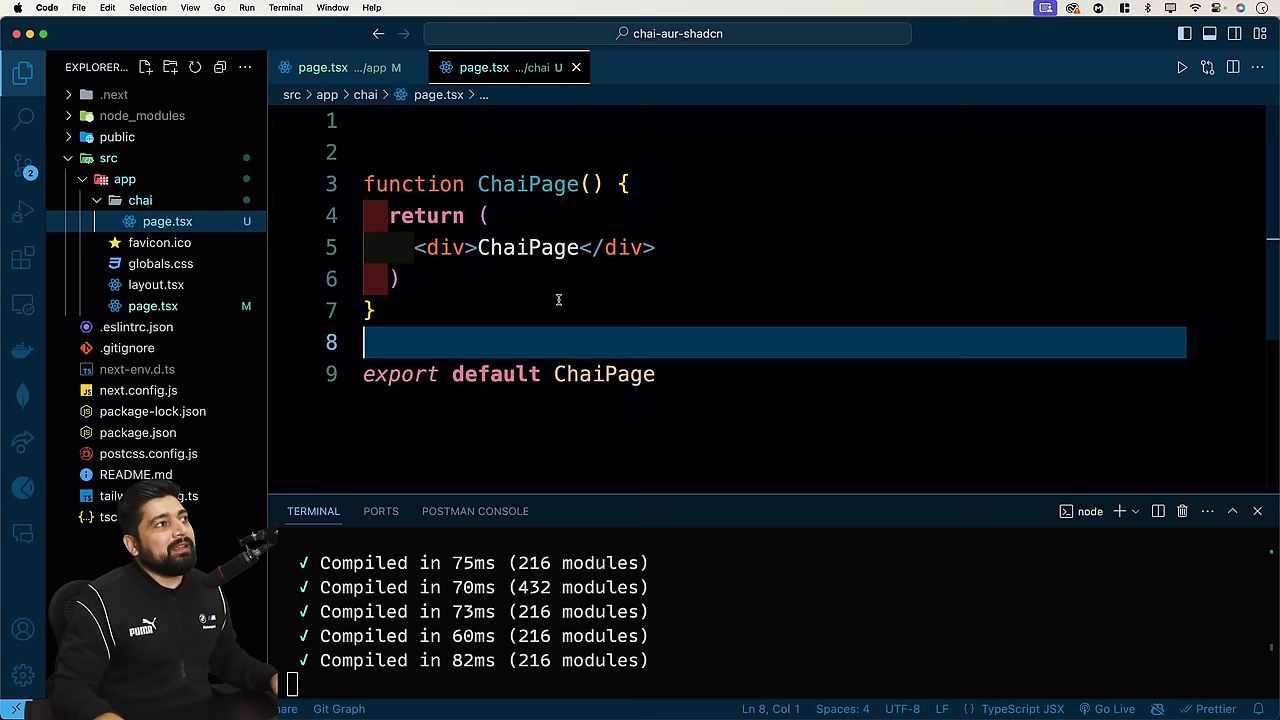 Code File Edit Selection View Go Run Terminal Window Help
chai-aur-shadcn
EXPLORER...
page.tsx .../app M
page.tsx .../chai U
src > app > chai > page.tsx > ...
.next
node_modules
public
src
app
chai
page.tsx U
favicon.ico
globals.css
layout.tsx
page.tsx M
.eslintrc.json
.gitignore
next-env.d.ts
next.config.js
package-lock.json
package.json
postcss.config.js
README.md
2
1
2
3 function ChaiPage() {
4 return (
5 <div>ChaiPage</div>
6 )
7 }
8
9 export default ChaiPage
TERMINAL PORTS POSTMAN CONSOLE
node
✓ Compiled in 75ms (216 modules)
✓ Compiled in 70ms (432 modules)
✓ Compiled in 73ms (216 modules)
✓ Compiled in 60ms (216 modules)
✓ Compiled in 82ms (216 modules)
PUMA
Git Graph
Ln 8, Col 1 Spaces: 4 UTF-8 LF {} TypeScript JSX Go Live Prettier